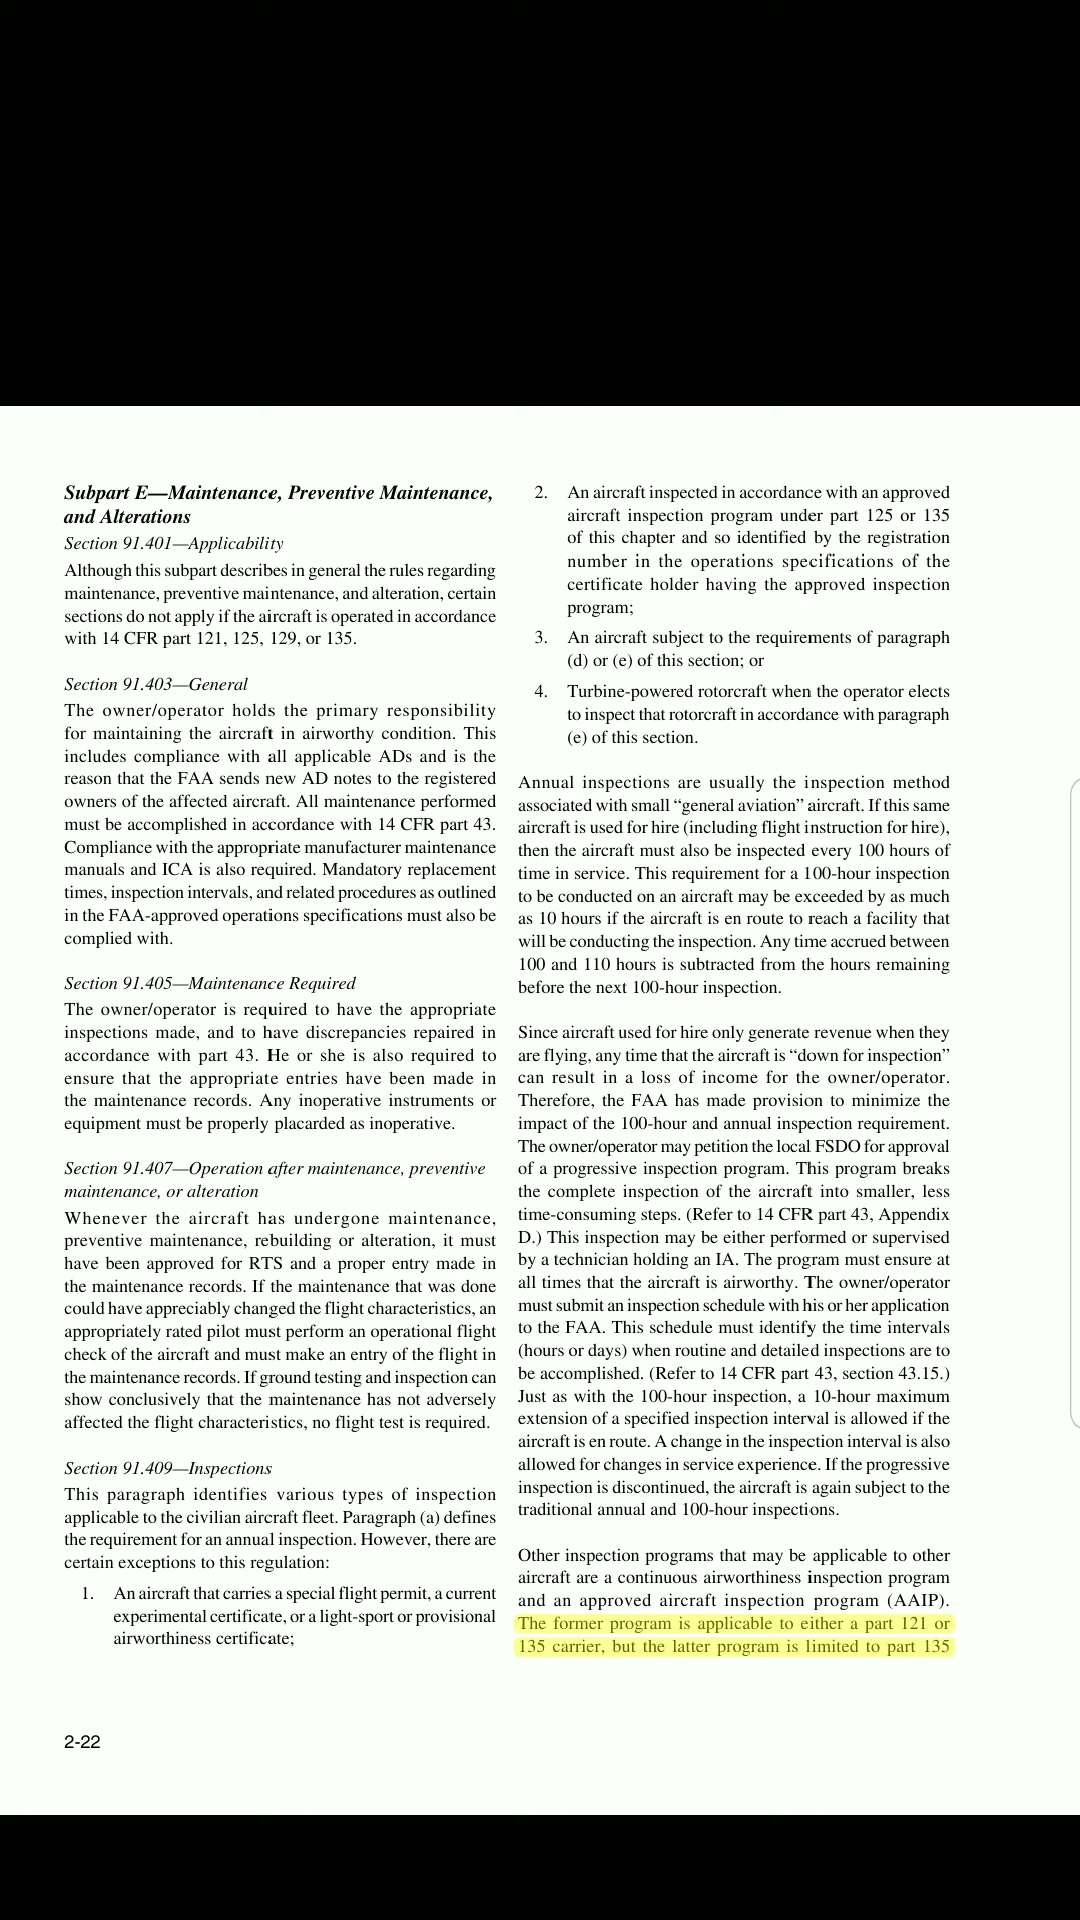 Subpart E—Maintenance, Preventive Maintenance,
and Alterations
Section 91.401—Applicability
Although this subpart describes in general the rules regarding
maintenance, preventive maintenance, and alteration, certain
sections do not apply if the aircraft is operated in accordance
with 14 CFR part 121, 125, 129, or 135.
Section 91.403—General
The owner/operator holds the primary responsibility
for maintaining the aircraft in airworthy condition. This
includes compliance with all applicable ADs and is the
reason that the FAA sends new AD notes to the registered
owners of the affected aircraft. All maintenance performed
must be accomplished in accordance with 14 CFR part 43.
Compliance with the appropriate manufacturer maintenance
manuals and ICA is also required. Mandatory replacement
times, inspection intervals, and related procedures as outlined
in the FAA-approved operations specifications must also be
complied with.
Section 91.405—Maintenance Required
The owner/operator is required to have the appropriate
inspections made, and to have discrepancies repaired in
accordance with part 43. He or she is also required to
ensure that the appropriate entries have been made in
the maintenance records. Any inoperative instruments or
equipment must be properly placarded as inoperative.
Section 91.407—Operation after maintenance, preventive
maintenance, or alteration
Whenever the aircraft has undergone maintenance,
preventive maintenance, rebuilding or alteration, it must
have been approved for RTS and a proper entry made in
the maintenance records. If the maintenance that was done
could have appreciably changed the flight characteristics, an
appropriately rated pilot must perform an operational flight
check of the aircraft and must make an entry of the flight in
the maintenance records. If ground testing and inspection can
show conclusively that the maintenance has not adversely
affected the flight characteristics, no flight test is required.
Section 91.409—Inspections
This paragraph identifies various types of inspection
applicable to the civilian aircraft fleet. Paragraph (a) defines
the requirement for an annual inspection. However, there are
certain exceptions to this regulation:
1. An aircraft that carries a special flight permit, a current
experimental certificate, or a light-sport or provisional
airworthiness certificate;
2. An aircraft inspected in accordance with an approved
aircraft inspection program under part 125 or 135
of this chapter and so identified by the registration
number in the operations specifications of the
certificate holder having the approved inspection
program;
3. An aircraft subject to the requirements of paragraph
(d) or (e) of this section; or
4. Turbine-powered rotorcraft when the operator elects
to inspect that rotorcraft in accordance with paragraph
(e) of this section.
Annual inspections are usually the inspection method
associated with small “general aviation” aircraft. If this same
aircraft is used for hire (including flight instruction for hire),
then the aircraft must also be inspected every 100 hours of
time in service. This requirement for a 100-hour inspection
to be conducted on an aircraft may be exceeded by as much
as 10 hours if the aircraft is en route to reach a facility that
will be conducting the inspection. Any time accrued between
100 and 110 hours is subtracted from the hours remaining
before the next 100-hour inspection.
Since aircraft used for hire only generate revenue when they
are flying, any time that the aircraft is “down for inspection”
can result in a loss of income for the owner/operator.
Therefore, the FAA has made provision to minimize the
impact of the 100-hour and annual inspection requirement.
The owner/operator may petition the local FSDO for approval
of a progressive inspection program. This program breaks
the complete inspection of the aircraft into smaller, less
time-consuming steps. (Refer to 14 CFR part 43, Appendix
D.) This inspection may be either performed or supervised
by a technician holding an IA. The program must ensure at
all times that the aircraft is airworthy. The owner/operator
must submit an inspection schedule with his or her application
to the FAA. This schedule must identify the time intervals
(hours or days) when routine and detailed inspections are to
be accomplished. (Refer to 14 CFR part 43, section 43.15.)
Just as with the 100-hour inspection, a 10-hour maximum
extension of a specified inspection interval is allowed if the
aircraft is en route. A change in the inspection interval is also
allowed for changes in service experience. If the progressive
inspection is discontinued, the aircraft is again subject to the
traditional annual and 100-hour inspections.
Other inspection programs that may be applicable to other
aircraft are a continuous airworthiness inspection program
and an approved aircraft inspection program (AAIP).
The former program is applicable to either a part 121 or
135 carrier, but the latter program is limited to part 135
2-22